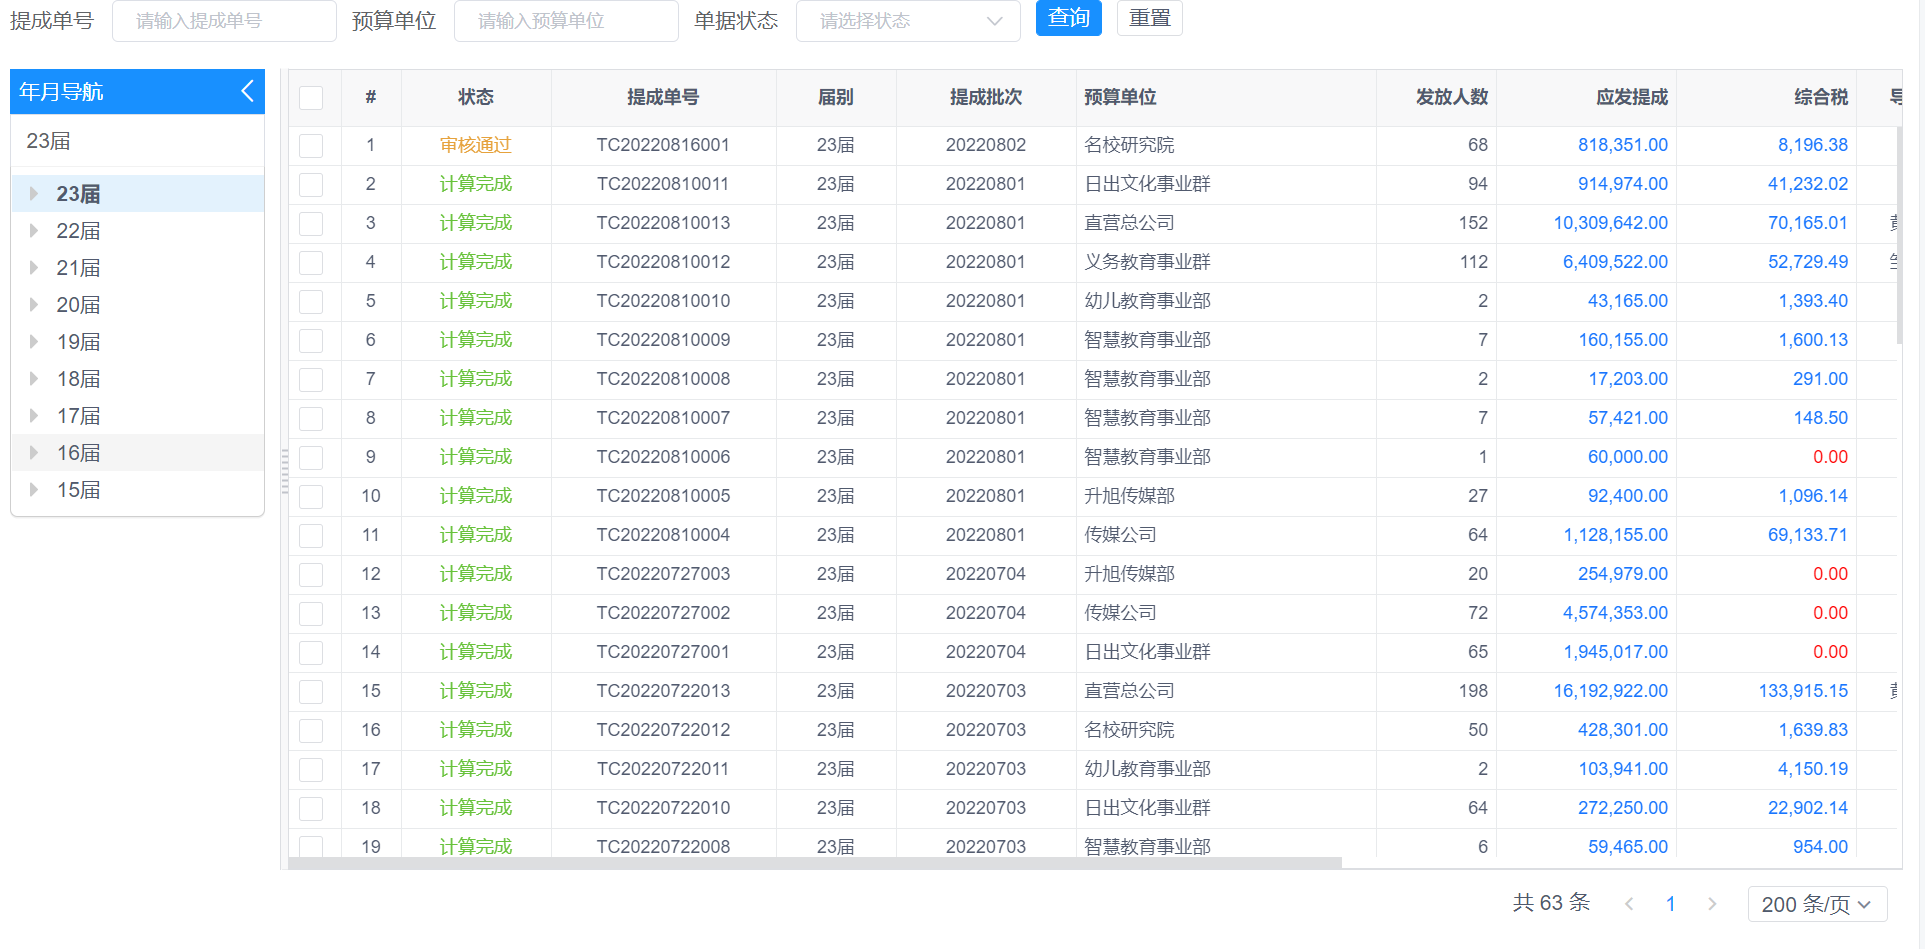 提成单号 请输入提成单号 预算单位 请输入预算单位 单据状态 请选择状态 查询 重置
年月导航
23届
23届
22届
21届
20届
19届
18届
17届
16届
15届
# 状态 提成单号 届别 提成批次 预算单位 发放人数 应发提成 综合税
1 审核通过 TC20220816001 23届 20220802 名校研究院 68 818,351.00 8,196.38
2 计算完成 TC20220810011 23届 20220801 日出文化事业群 94 914,974.00 41,232.02
3 计算完成 TC20220810013 23届 20220801 直营总公司 152 10,309,642.00 70,165.01
4 计算完成 TC20220810012 23届 20220801 义务教育事业群 112 6,409,522.00 52,729.49
5 计算完成 TC20220810010 23届 20220801 幼儿教育事业部 2 43,165.00 1,393.40
6 计算完成 TC20220810009 23届 20220801 智慧教育事业部 7 160,155.00 1,600.13
7 计算完成 TC20220810008 23届 20220801 智慧教育事业部 2 17,203.00 291.00
8 计算完成 TC20220810007 23届 20220801 智慧教育事业部 7 57,421.00 148.50
9 计算完成 TC20220810006 23届 20220801 智慧教育事业部 1 60,000.00 0.00
10 计算完成 TC20220810005 23届 20220801 升旭传媒部 27 92,400.00 1,096.14
11 计算完成 TC20220810004 23届 20220801 传媒公司 64 1,128,155.00 69,133.71
12 计算完成 TC20220727003 23届 20220704 升旭传媒部 20 254,979.00 0.00
13 计算完成 TC20220727002 23届 20220704 传媒公司 72 4,574,353.00 0.00
14 计算完成 TC20220727001 23届 20220704 日出文化事业群 65 1,945,017.00 0.00
15 计算完成 TC20220722013 23届 20220703 直营总公司 198 16,192,922.00 133,915.15
16 计算完成 TC20220722012 23届 20220703 名校研究院 50 428,301.00 1,639.83
17 计算完成 TC20220722011 23届 20220703 幼儿教育事业部 2 103,941.00 4,150.19
18 计算完成 TC20220722010 23届 20220703 日出文化事业群 64 272,250.00 22,902.14
19 计算完成 TC20220722008 23届 20220703 智慧教育事业部 6 59,465.00 954.00
共 63 条 1 200 条/页